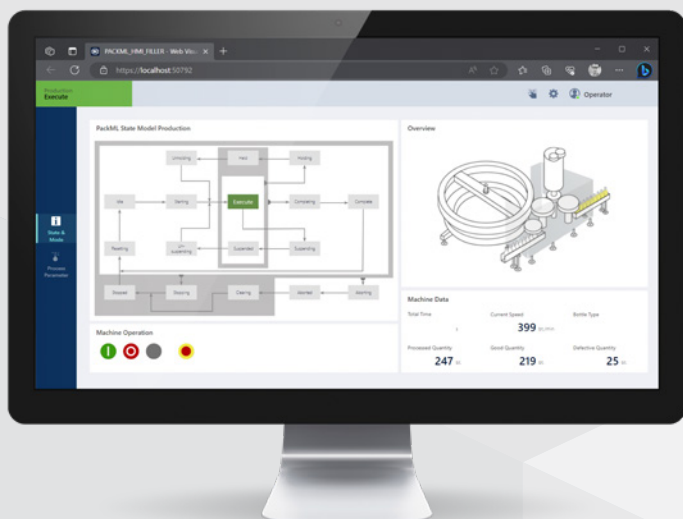 PACKML_HMI_FILLER - Web Visu
https://localhost:50792
Production
Execute
Operator
State &
Mode
Process
Parameter
PackML State Model Production
Unholding
Held
Holding
Idle
Starting
Execute
Completing
Complete
Resetting
Un-
suspending
Suspended
Suspending
Stopped
Stopping
Clearing
Aborted
Aborting
Machine Operation
Overview
Machine Data
Total Time
Current Speed
Bottle Type
s
399
Processed Quantity
Good Quantity
Defective Quantity
247
219
25